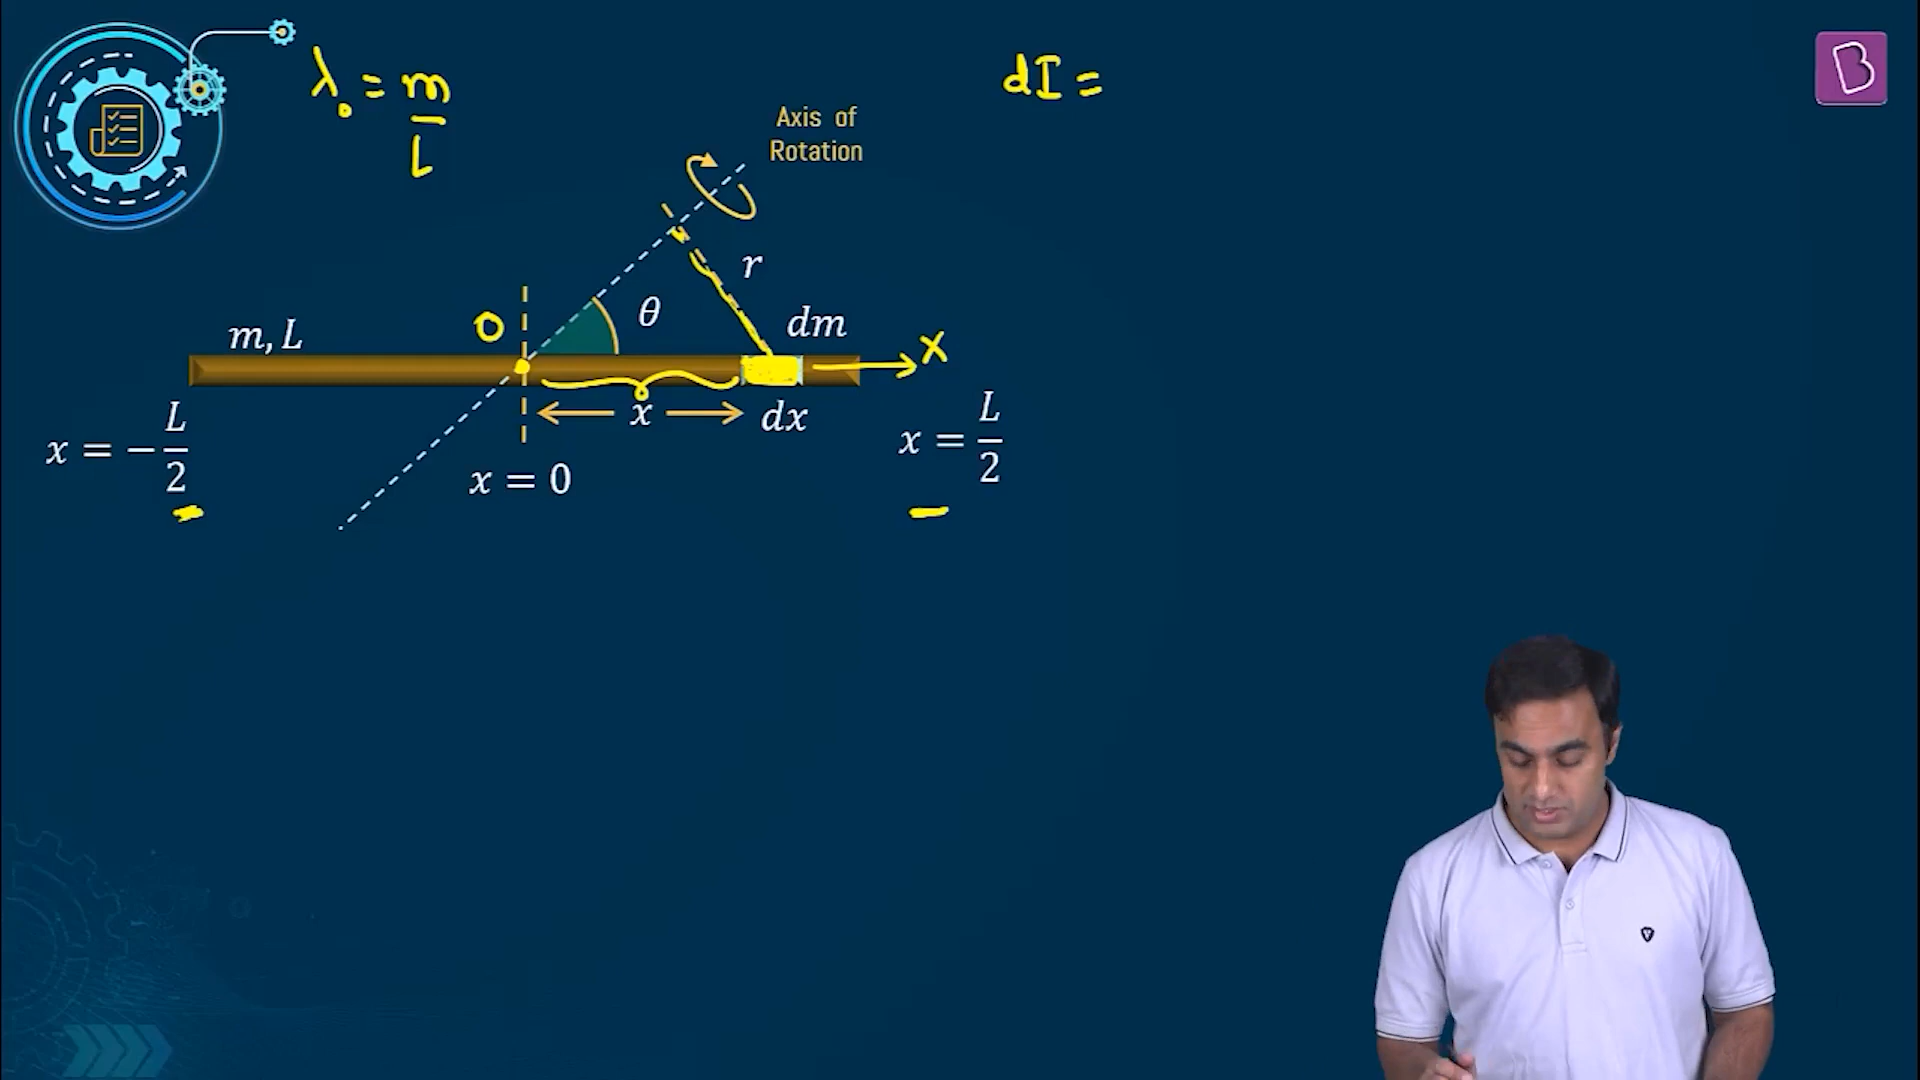 λ₀ = m/L
dI =
Axis of
Rotation
r
θ
dm
O
m, L
X
x
dx
x = −L/2
x = L/2
x = 0
B